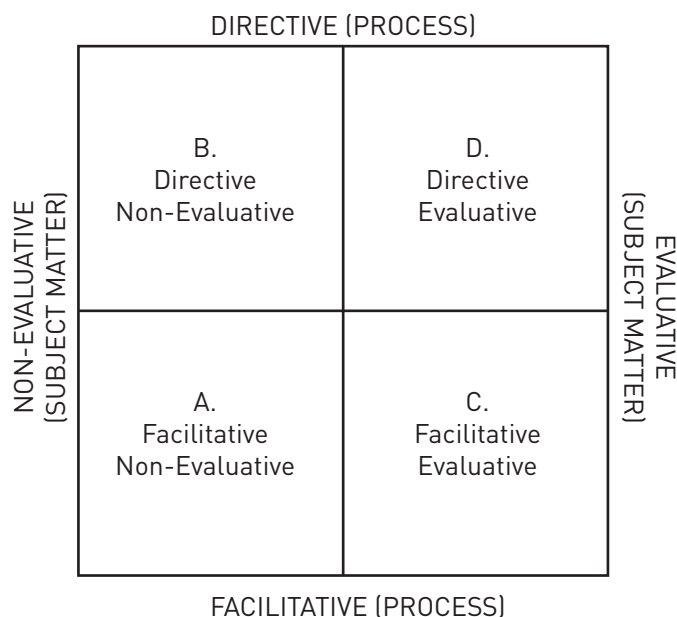 DIRECTIVE (PROCESS)
NON-EVALUATIVE
(SUBJECT MATTER)
B.
Directive
Non-Evaluative
D.
Directive
Evaluative
EVALUATIVE
(SUBJECT MATTER)
A.
Facilitative
Non-Evaluative
C.
Facilitative
Evaluative
FACILITATIVE (PROCESS)